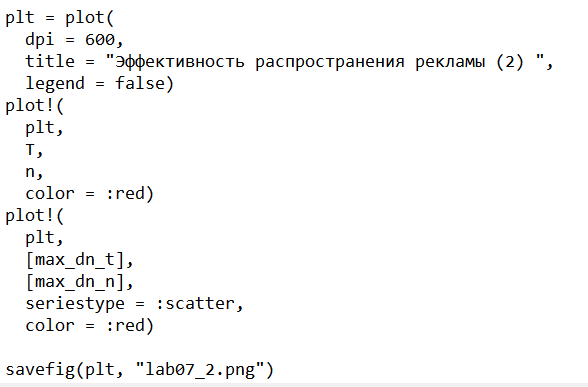 plt = plot(
  dpi = 600,
  title = "Эффективность распространения рекламы (2) ",
  legend = false)
plot!(
  plt,
  T,
  n,
  color = :red)
plot!(
  plt,
  [max_dn_t],
  [max_dn_n],
  seriestype = :scatter,
  color = :red)

savefig(plt, "lab07_2.png")